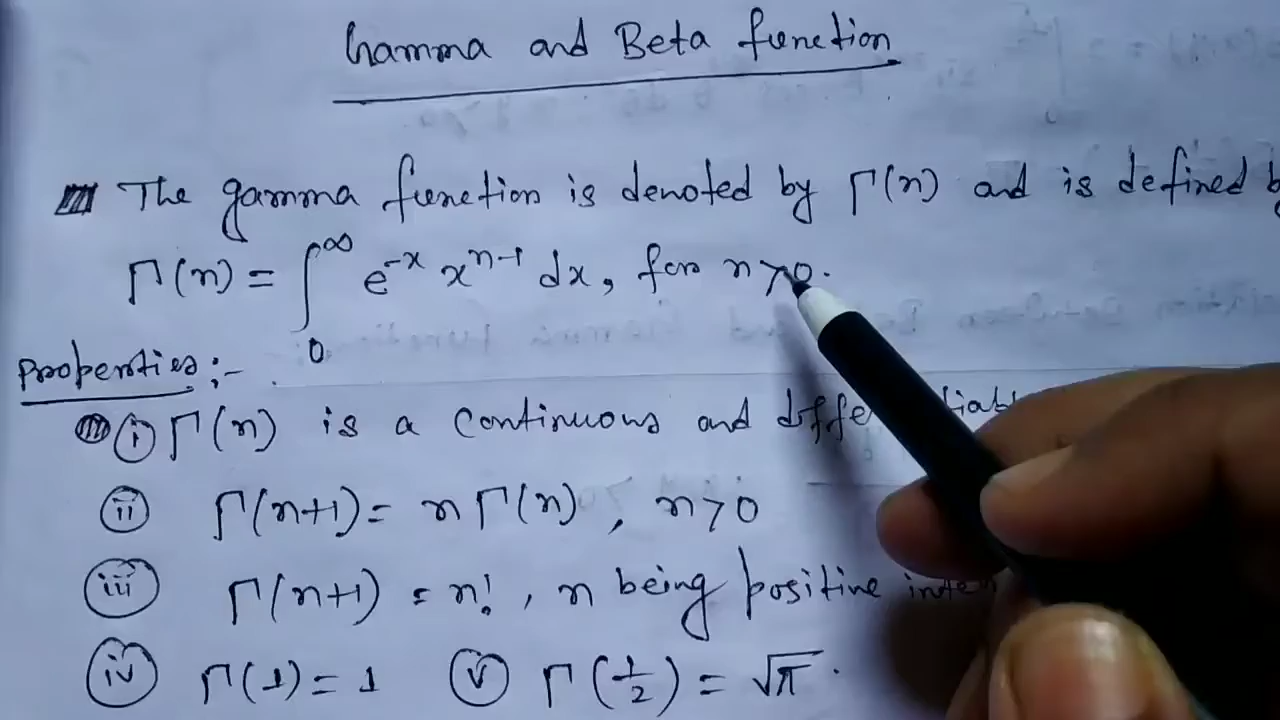 Gamma and Beta function
The gamma function is denoted by Γ(n) and is defined
Γ(n) = ∫₀^∞ e^{-x} x^{n-1} dx, for n>0.
Properties :-
(i) Γ(n) is a continuous and
(ii) Γ(n+1) = n Γ(n) , n>0
(iii) Γ(n+1) = n! , n being positive
(iv) Γ(1) = 1 (v) Γ(1/2) = √π.